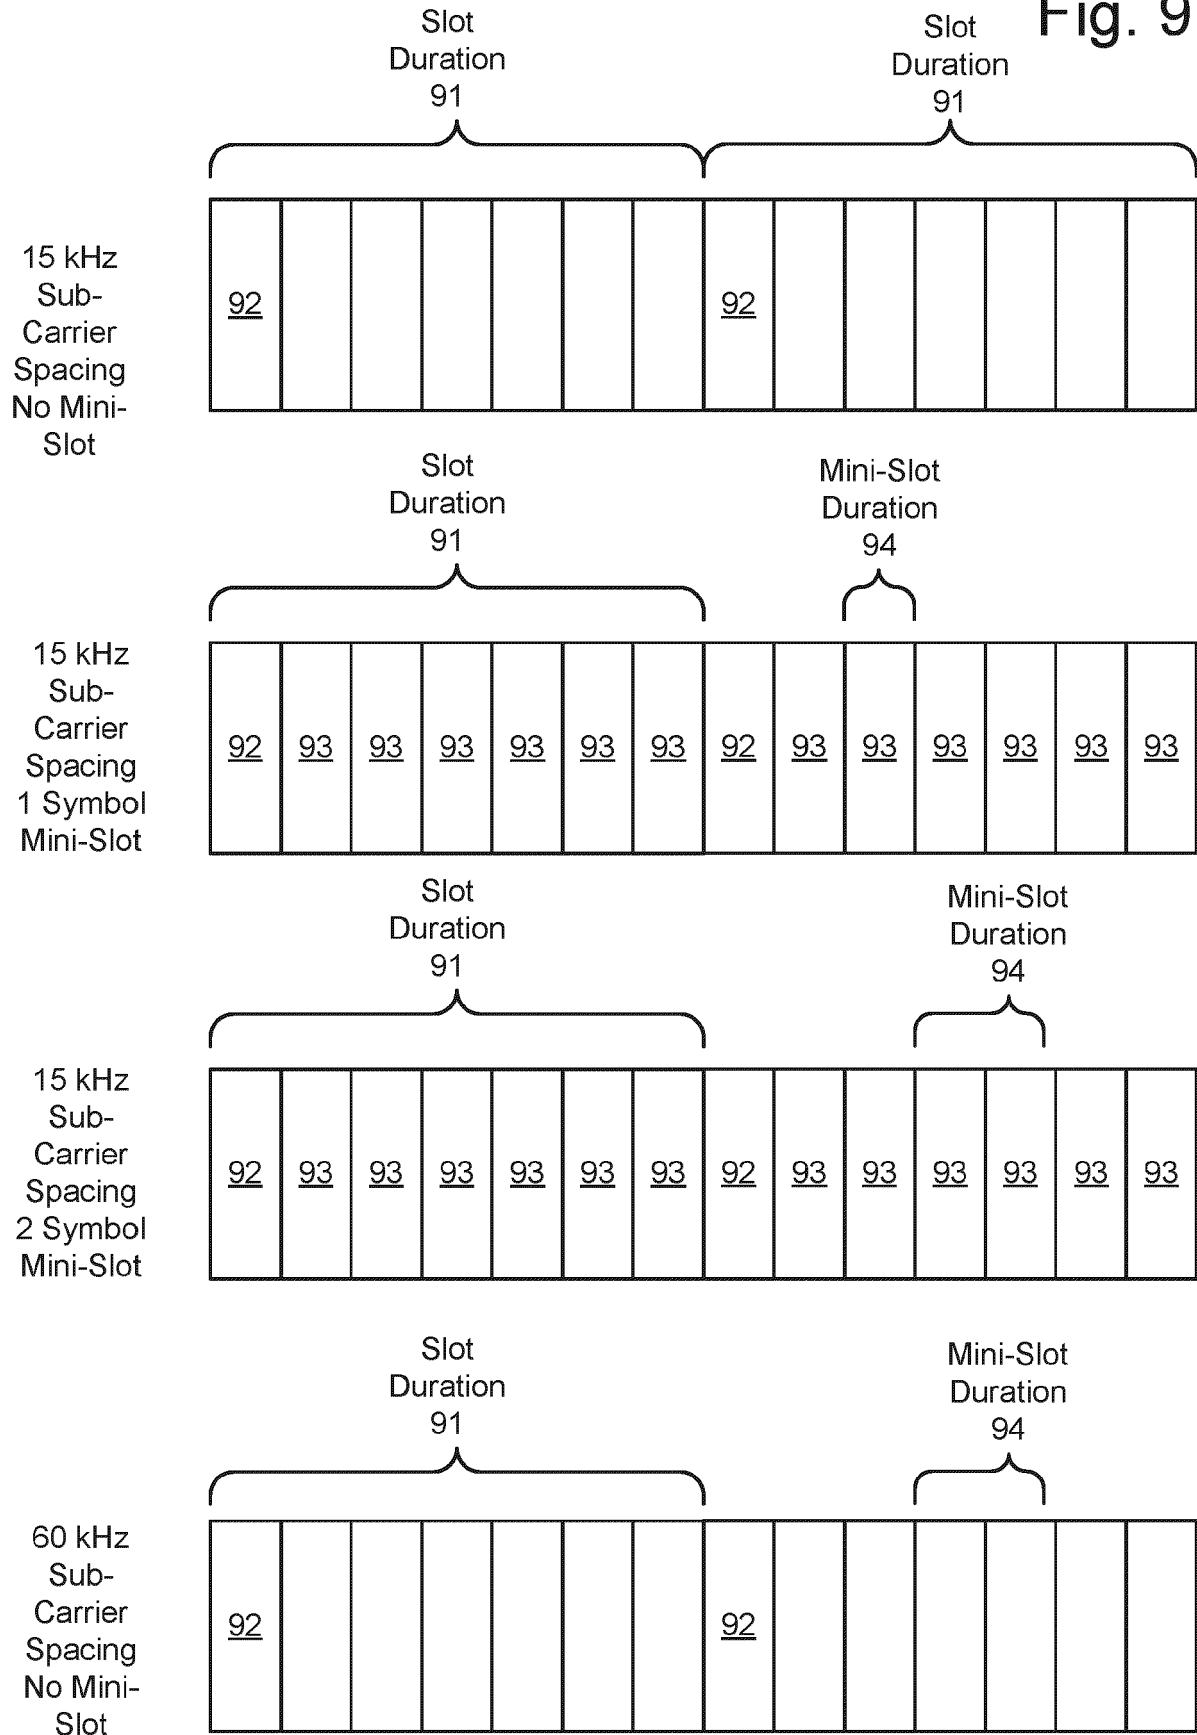 Fig. 9
Slot
Duration
91
Slot
Duration
91
15 kHz
Sub-
Carrier
Spacing
No Mini-
Slot
92
92
Slot
Duration
91
Mini-Slot
Duration
94
15 kHz
Sub-
Carrier
Spacing
1 Symbol
Mini-Slot
92 93 93 93 93 93 93 92 93 93 93 93 93 93
Slot
Duration
91
Mini-Slot
Duration
94
15 kHz
Sub-
Carrier
Spacing
2 Symbol
Mini-Slot
92 93 93 93 93 93 93 92 93 93 93 93 93 93
Slot
Duration
91
Mini-Slot
Duration
94
60 kHz
Sub-
Carrier
Spacing
No Mini-
Slot
92
92